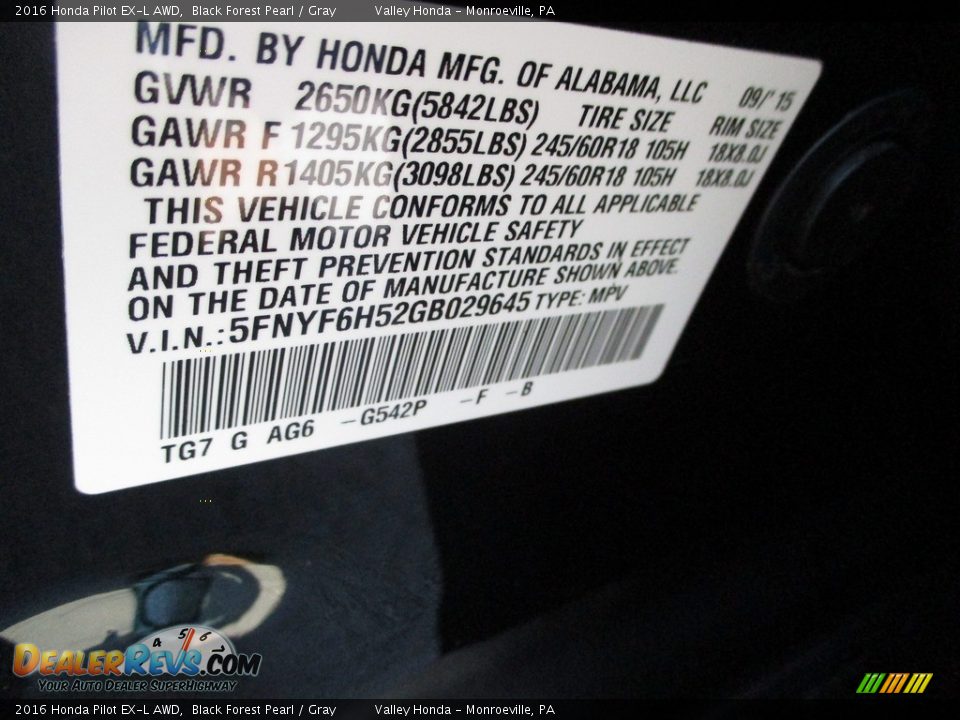 2016 Honda Pilot EX-L AWD, Black Forest Pearl / Gray Valley Honda - Monroeville, PA
MFD. BY HONDA MFG. OF ALABAMA, LLC 09/'15
GVWR 2650KG(5842LBS) TIRE SIZE RIM SIZE
GAWR F 1295KG(2855LBS) 245/60R18 105H 18X8.0J
GAWR R 1405KG(3098LBS) 245/60R18 105H 18X8.0J
THIS VEHICLE CONFORMS TO ALL APPLICABLE
FEDERAL MOTOR VEHICLE SAFETY
AND THEFT PREVENTION STANDARDS IN EFFECT
ON THE DATE OF MANUFACTURE SHOWN ABOVE.
V.I.N.: 5FNYF6H52GB029645 TYPE: MPV
TG7 G AG6 -G542P -F -B
4 5 6 7
DEALERREVS.COM
YOUR AUTO DEALER SUPERHIGHWAY
2016 Honda Pilot EX-L AWD, Black Forest Pearl / Gray Valley Honda - Monroeville, PA